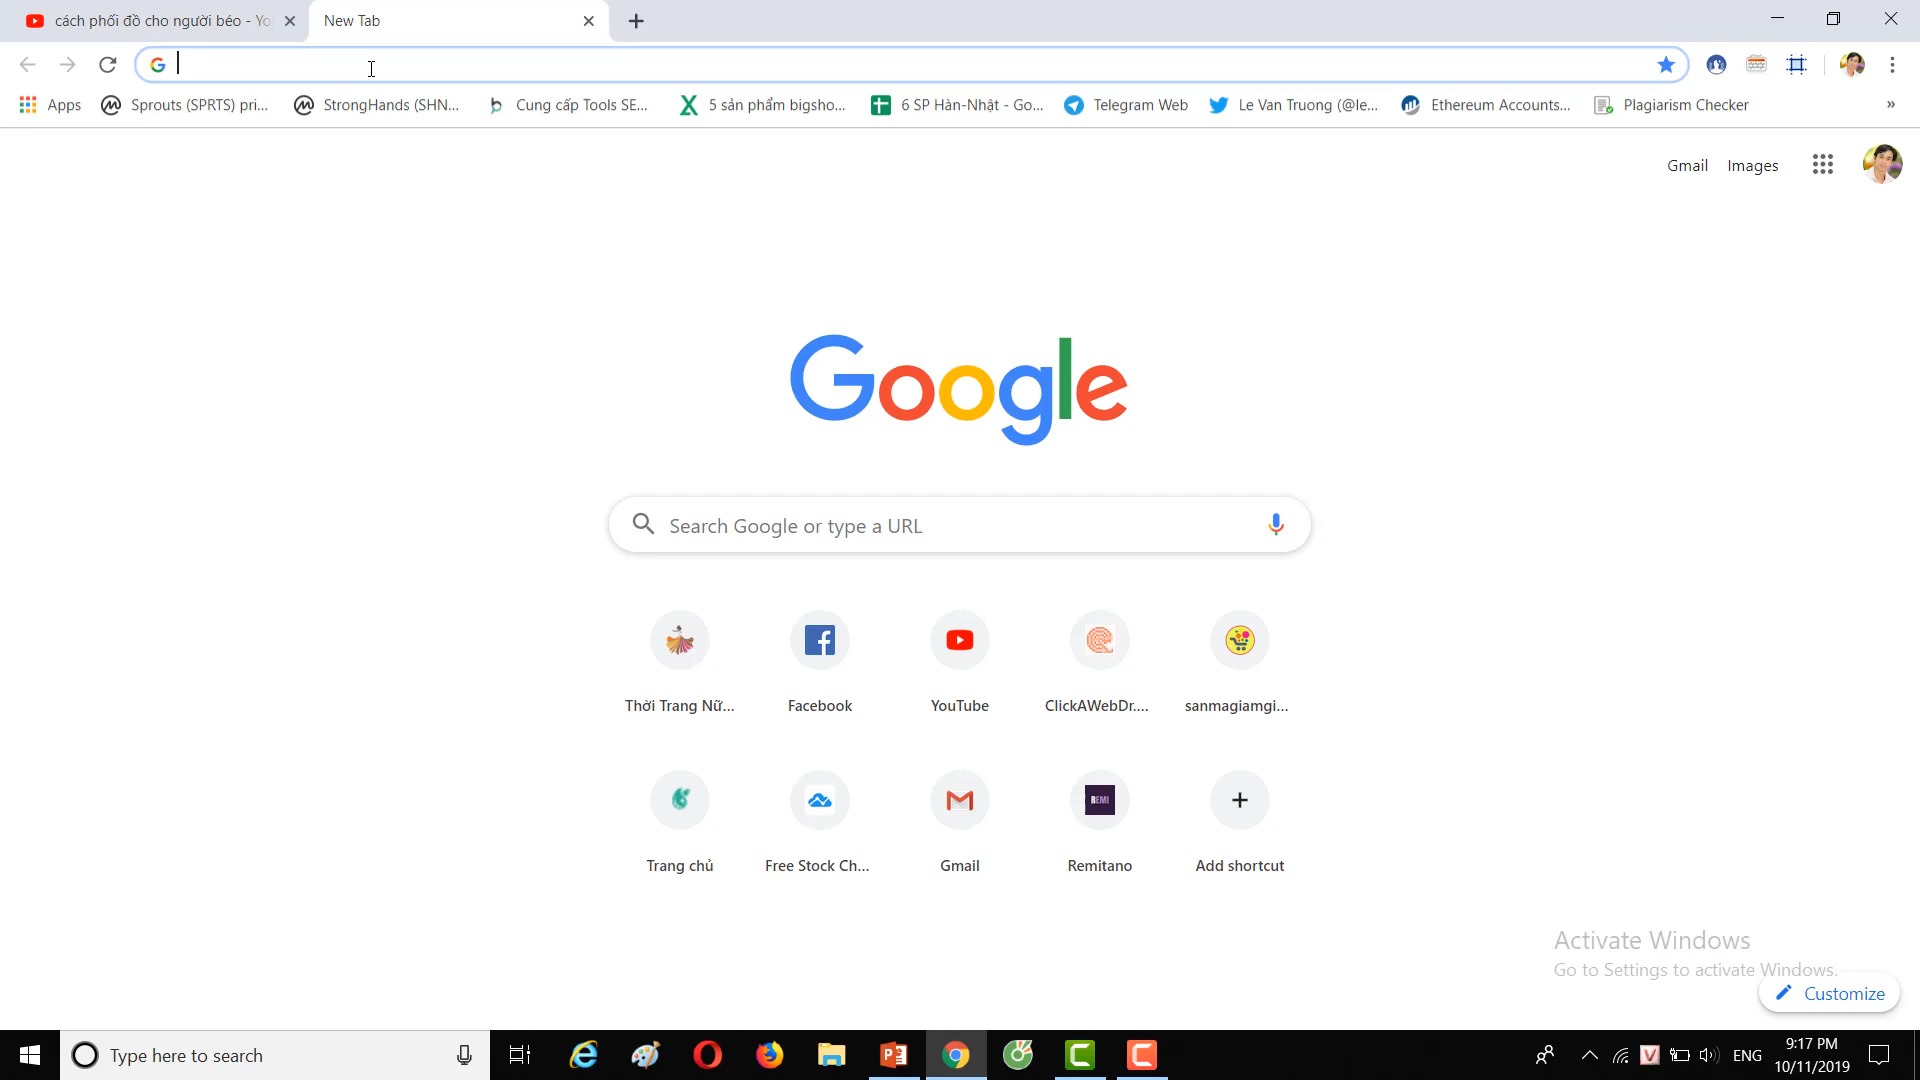 cách phối đồ cho người béo - Yo
New Tab
Apps
Sprouts (SPRTS) pri...
StrongHands (SHN...
Cung cấp Tools SE...
5 sản phẩm bigsho...
6 SP Hàn-Nhật - Go...
Telegram Web
Le Van Truong (@le...
Ethereum Accounts...
Plagiarism Checker
»
Gmail
Images
Google
Search Google or type a URL
Thời Trang Nữ...
Facebook
YouTube
ClickAWebDr....
sanmagiamgi...
REMI
Trang chủ
Free Stock Ch...
Gmail
Remitano
Add shortcut
Activate Windows
Go to Settings to activate Windows.
Customize
Type here to search
ENG
9:17 PM
10/11/2019